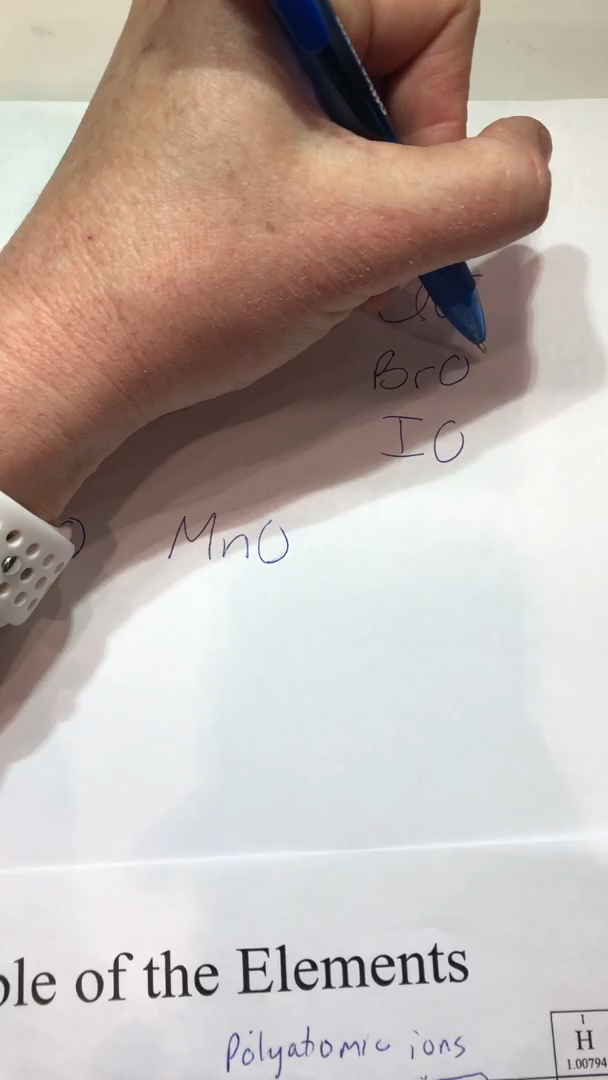 BrO
IO
MnO
ble of the Elements
Polyatomic ions
1
H
1.00794